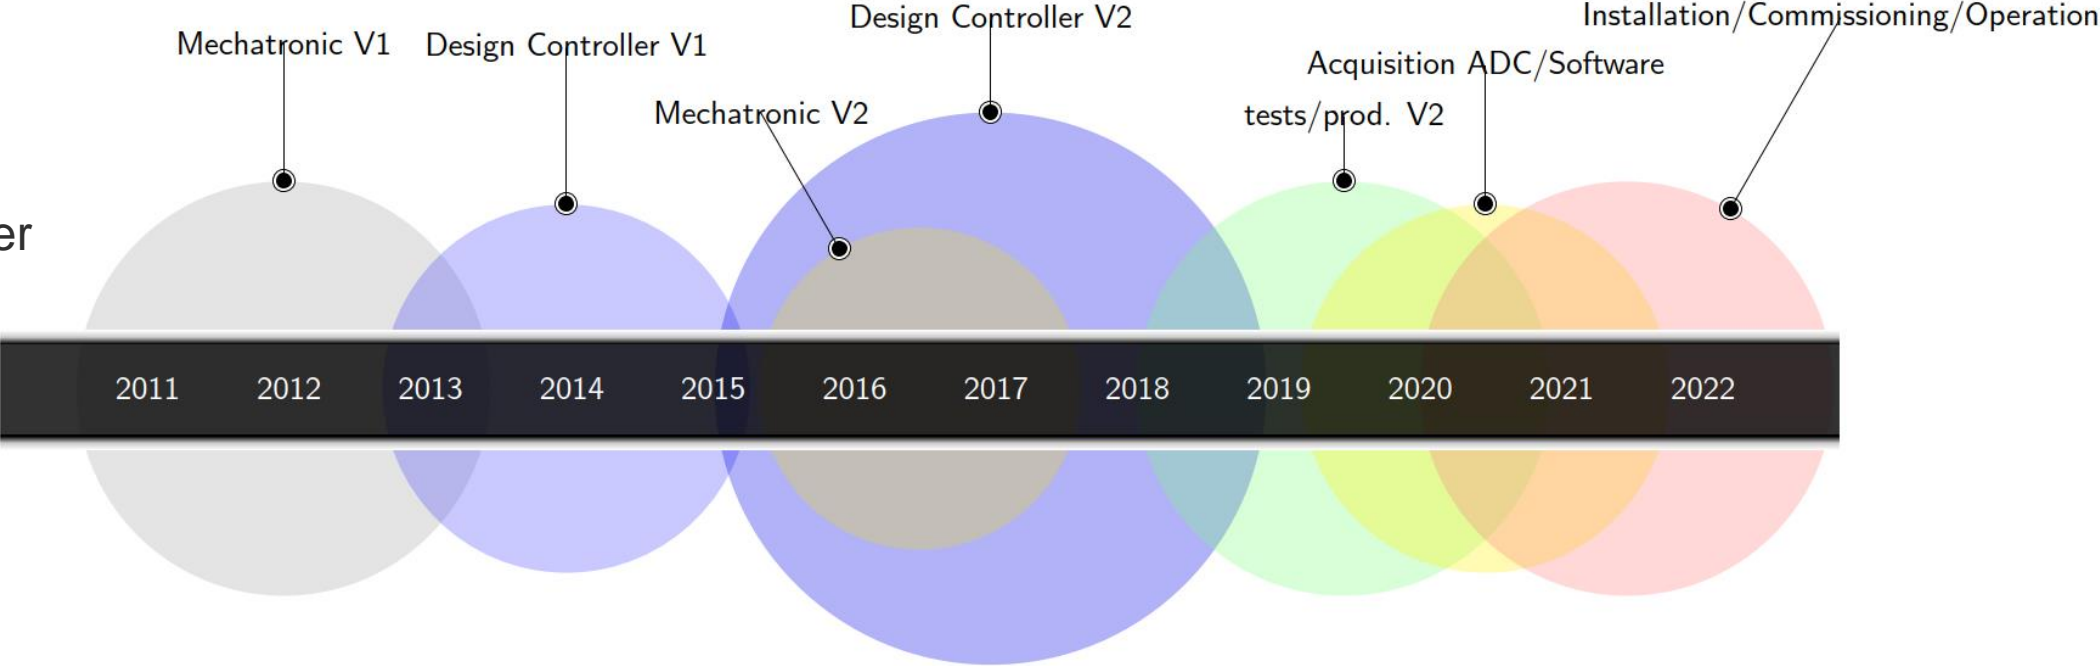 Installation/Commissioning/Operation
Design Controller V2
Mechatronic V1
Design Controller V1
Acquisition ADC/Software
Mechatronic V2
tests/prod. V2
er
2011 2012 2013 2014 2015 2016 2017 2018 2019 2020 2021 2022